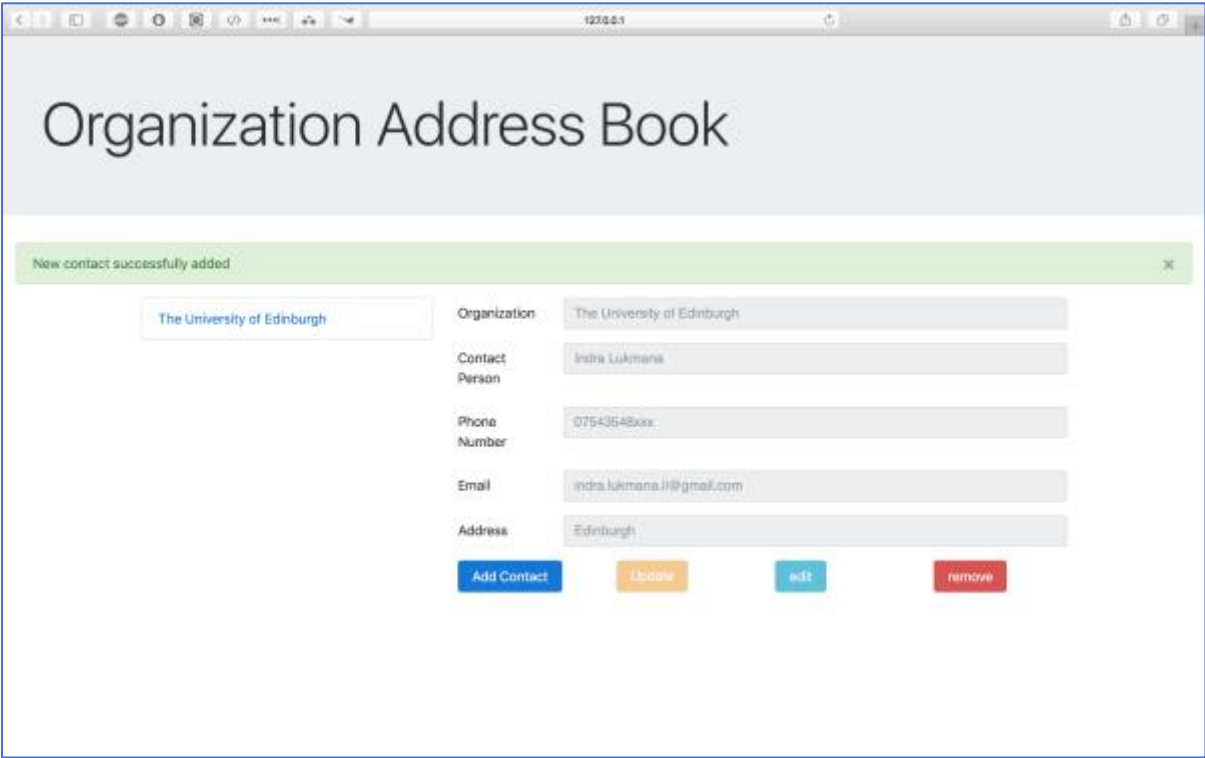 127.0.0.1
Organization Address Book
New contact successfully added
The University of Edinburgh
Organization
The University of Edinburgh
Contact
Person
Indra Lukmana
Phone
Number
07543548xxx
Email
indra.lukmana.il@gmail.com
Address
Edinburgh
Add Contact
Update
edit
remove